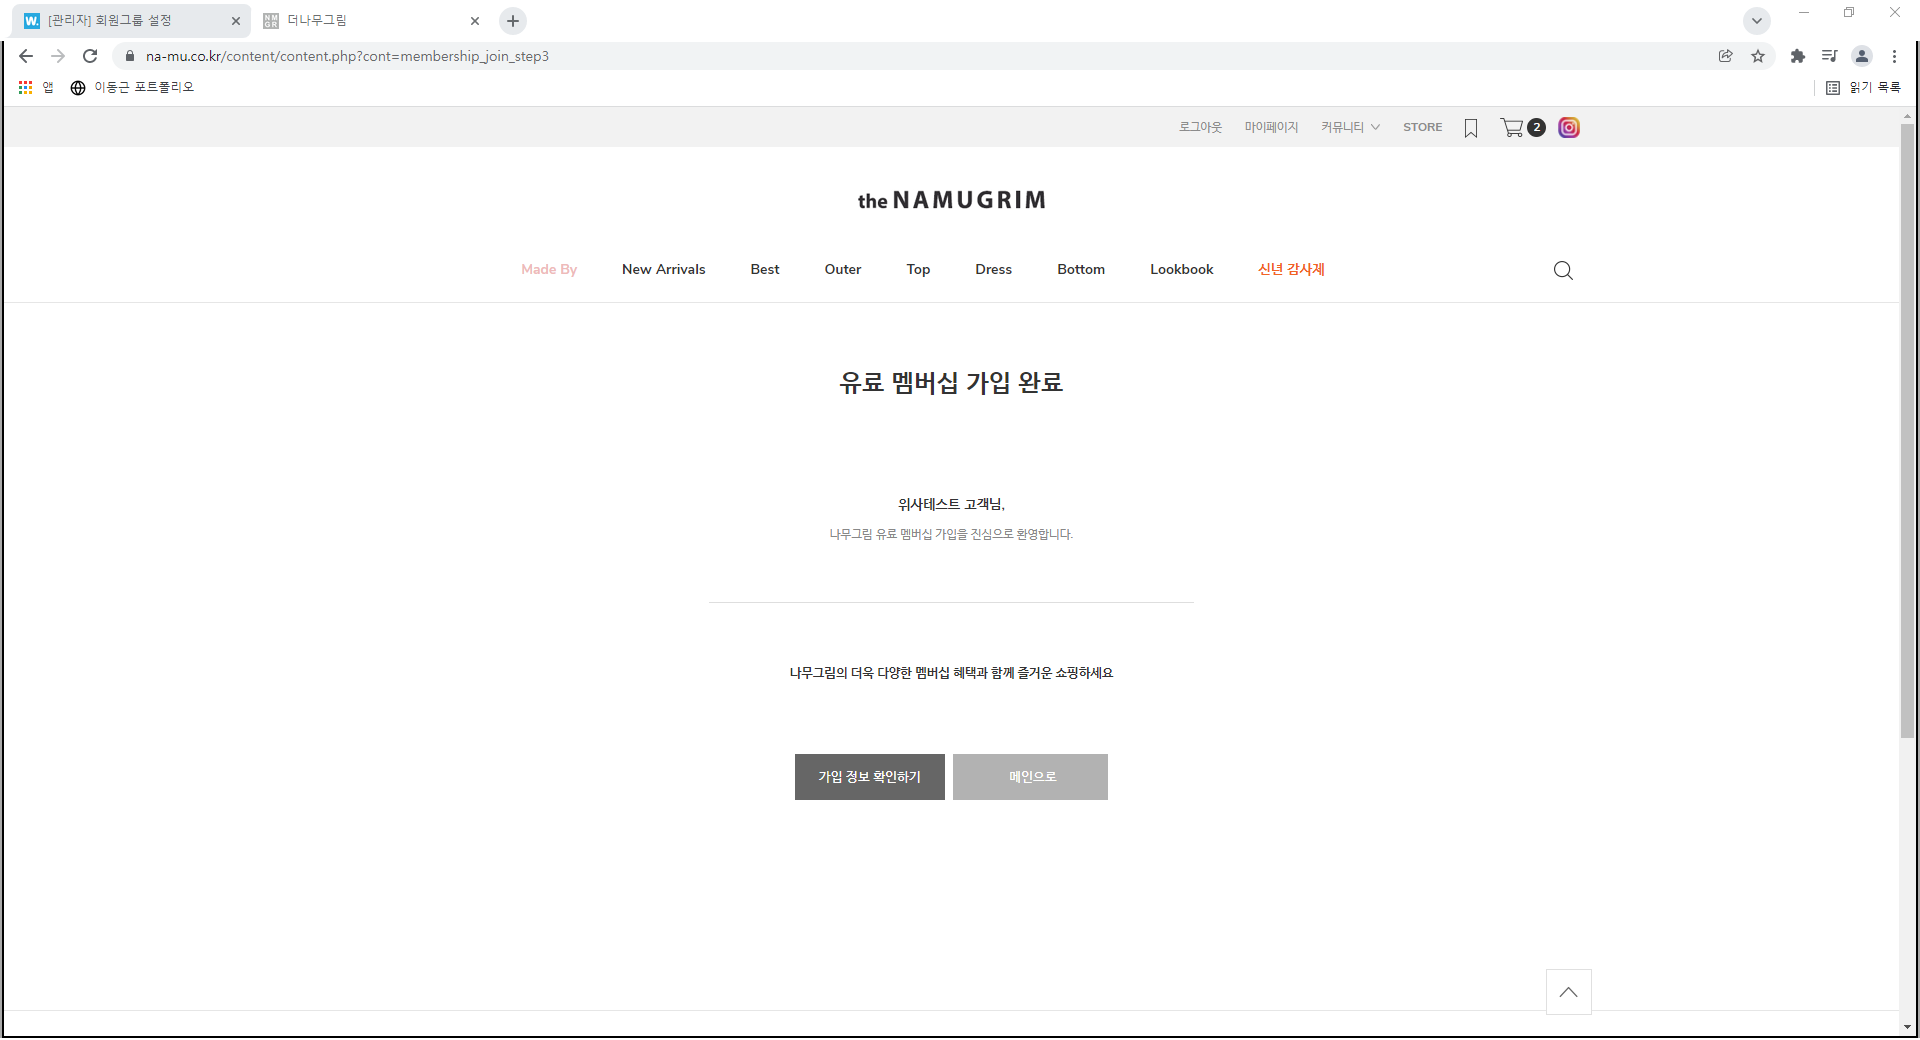 W. [관리자] 회원그룹 설정
NM GR 더나무그림
na-mu.co.kr/content/content.php?cont=membership_join_step3
앱 이동근 포트폴리오 읽기 목록
로그아웃 마이페이지 커뮤니티 STORE 2
the NAMUGRIM
Made By New Arrivals Best Outer Top Dress Bottom Lookbook 신년 감사제
유료 멤버십 가입 완료
위사테스트 고객님,
나무그림 유료 멤버십 가입을 진심으로 환영합니다.
나무그림의 더욱 다양한 멤버십 혜택과 함께 즐거운 쇼핑하세요
가입 정보 확인하기 메인으로